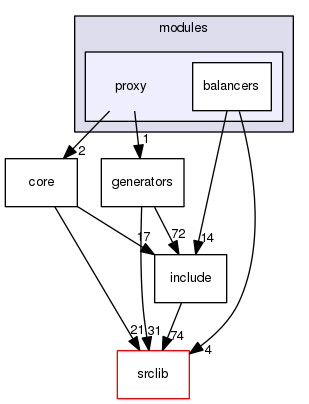 modules
proxy
balancers
2
1
core
generators
17
72
14
include
21
31
74
4
srclib